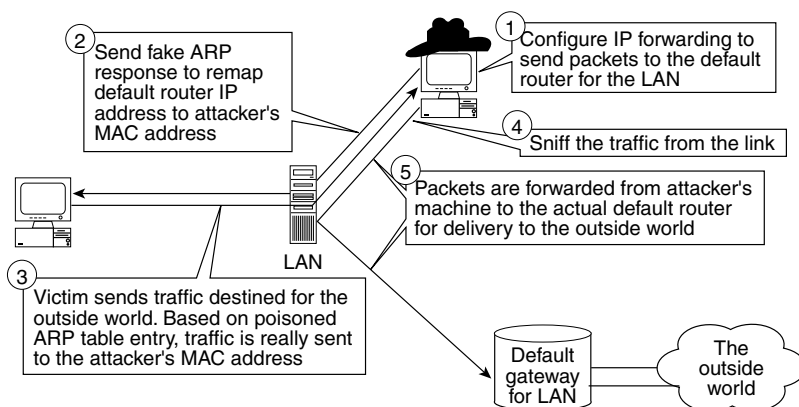 1
Configure IP forwarding to
send packets to the default
router for the LAN
2
Send fake ARP
response to remap
default router IP
address to attacker's
MAC address
4
Sniff the traffic from the link
5
Packets are forwarded from attacker's
machine to the actual default router
for delivery to the outside world
LAN
3
Victim sends traffic destined for the
outside world. Based on poisoned
ARP table entry, traffic is really sent
to the attacker's MAC address
Default
gateway
for LAN
The
outside
world